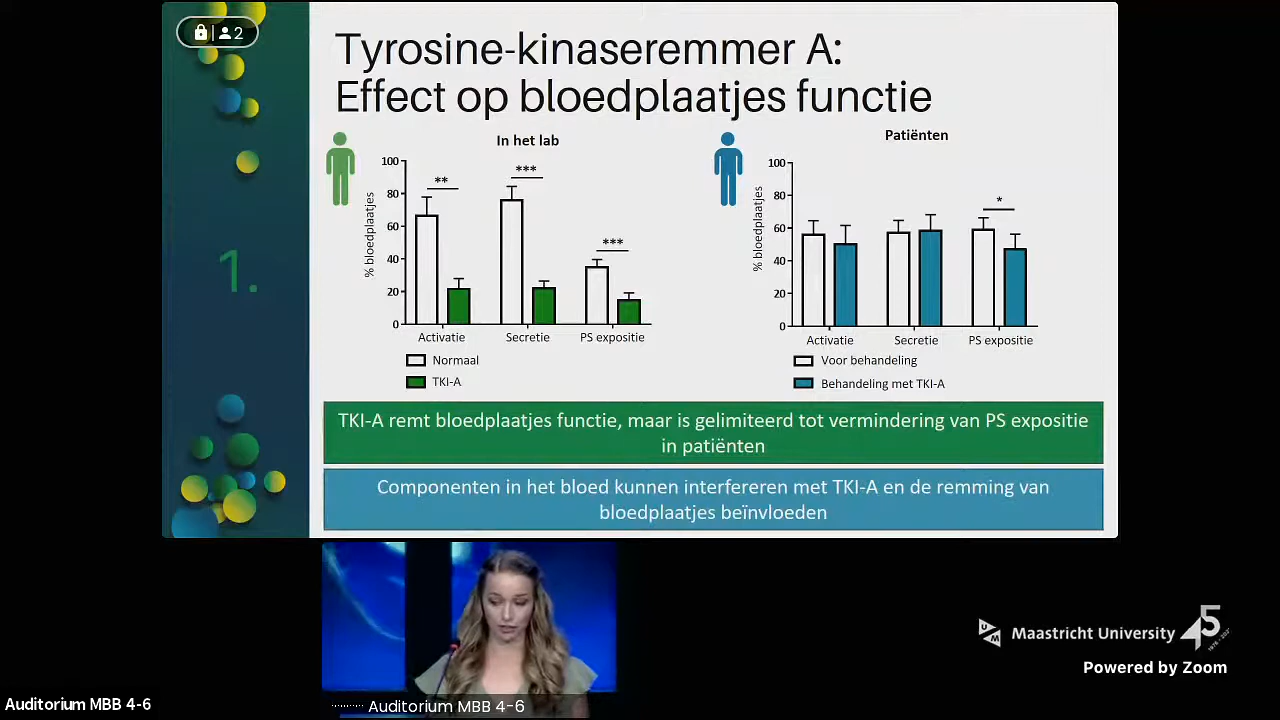 2
Tyrosine-kinaseremmer A:
Effect op bloedplaatjes functie
1.
In het lab
% bloedplaatjes
100
80
60
40
20
0
**
***
***
Activatie
Secretie
PS expositie
Normaal
TKI-A
Patiënten
% bloedplaatjes
100
80
60
40
20
0
*
Activatie
Secretie
PS expositie
Voor behandeling
Behandeling met TKI-A
TKI-A remt bloedplaatjes functie, maar is gelimiteerd tot vermindering van PS expositie
in patiënten
Componenten in het bloed kunnen interfereren met TKI-A en de remming van
bloedplaatjes beïnvloeden
UM
Maastricht University
45
Powered by Zoom
Auditorium MBB 4-6
Auditorium MBB 4-6